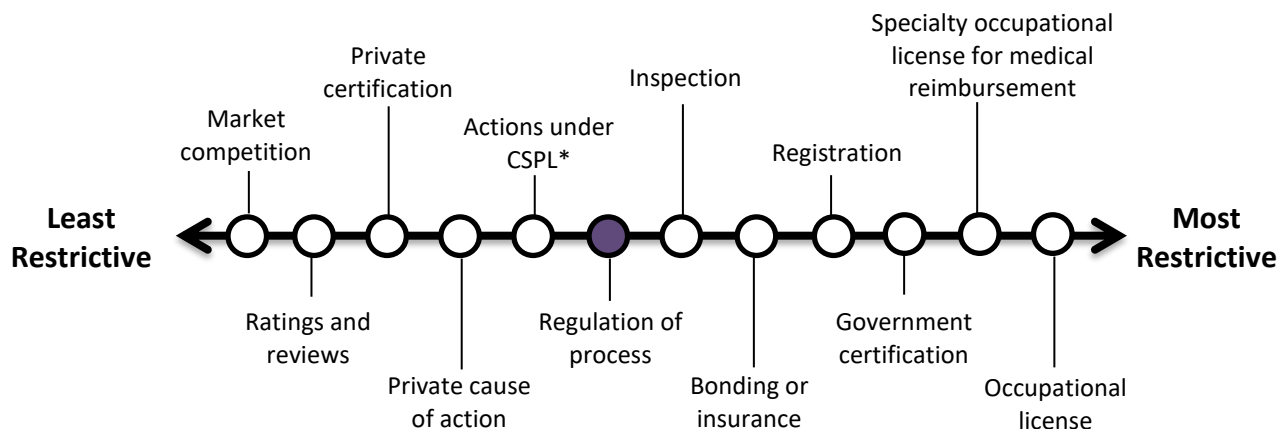 Least
Restrictive
Market
competition
Ratings and
reviews
Private
certification
Private cause
of action
Actions under
CSPL*
Regulation of
process
Inspection
Bonding or
insurance
Registration
Government
certification
Specialty occupational
license for medical
reimbursement
Occupational
license
Most
Restrictive